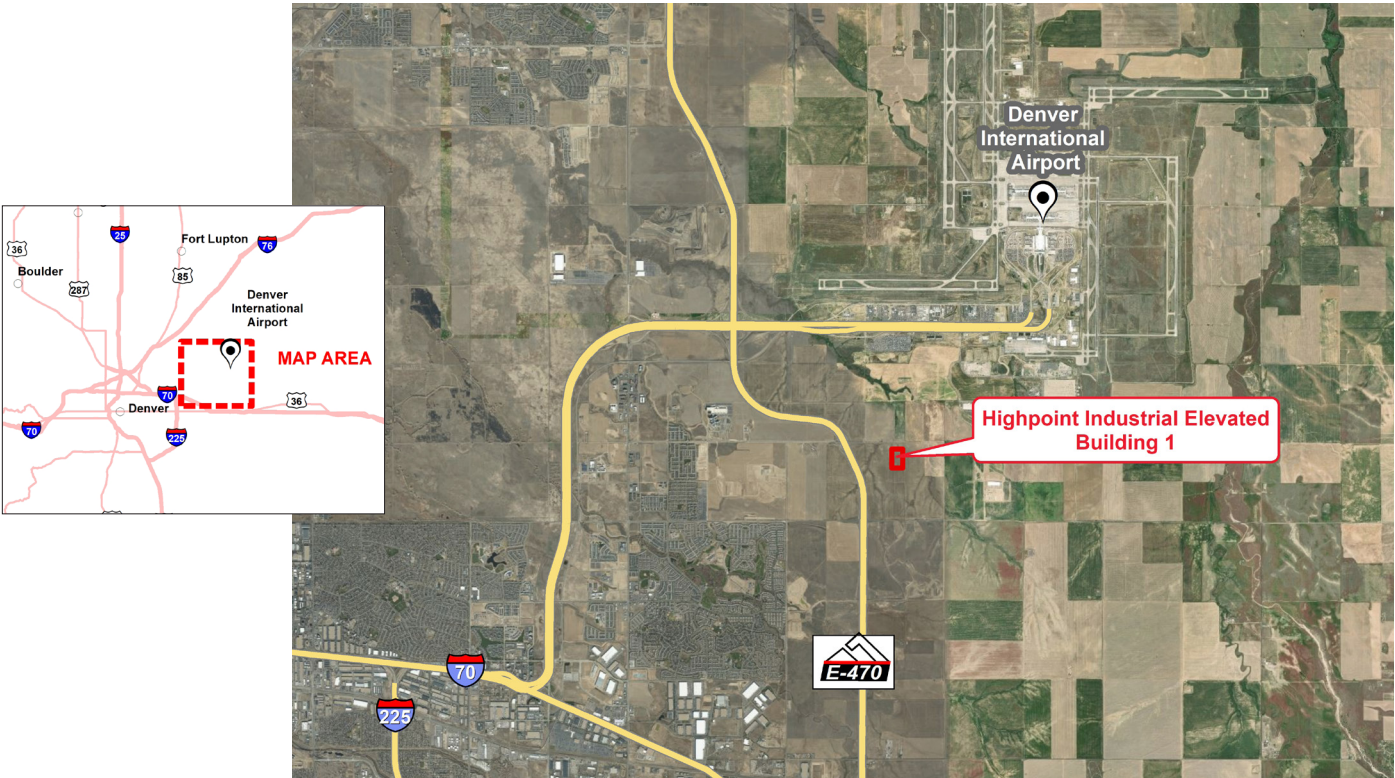 25
36
Fort Lupton
76
Boulder
85
287
Denver
International
Airport
MAP AREA
70
Denver
36
70
225
Denver
International
Airport
Highpoint Industrial Elevated
Building 1
E-470
70
225